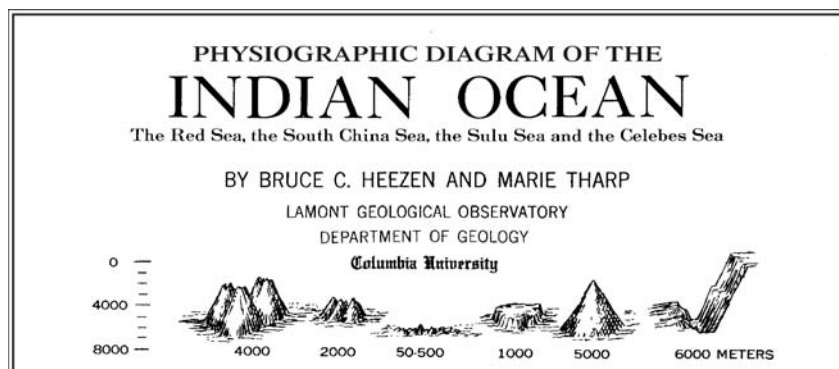 PHYSIOGRAPHIC DIAGRAM OF THE
INDIAN OCEAN
The Red Sea, the South China Sea, the Sulu Sea and the Celebes Sea
BY BRUCE C. HEEZEN AND MARIE THARP
LAMONT GEOLOGICAL OBSERVATORY
DEPARTMENT OF GEOLOGY
Columbia University
0
4000
8000
4000 2000 50-500 1000 5000 6000 METERS